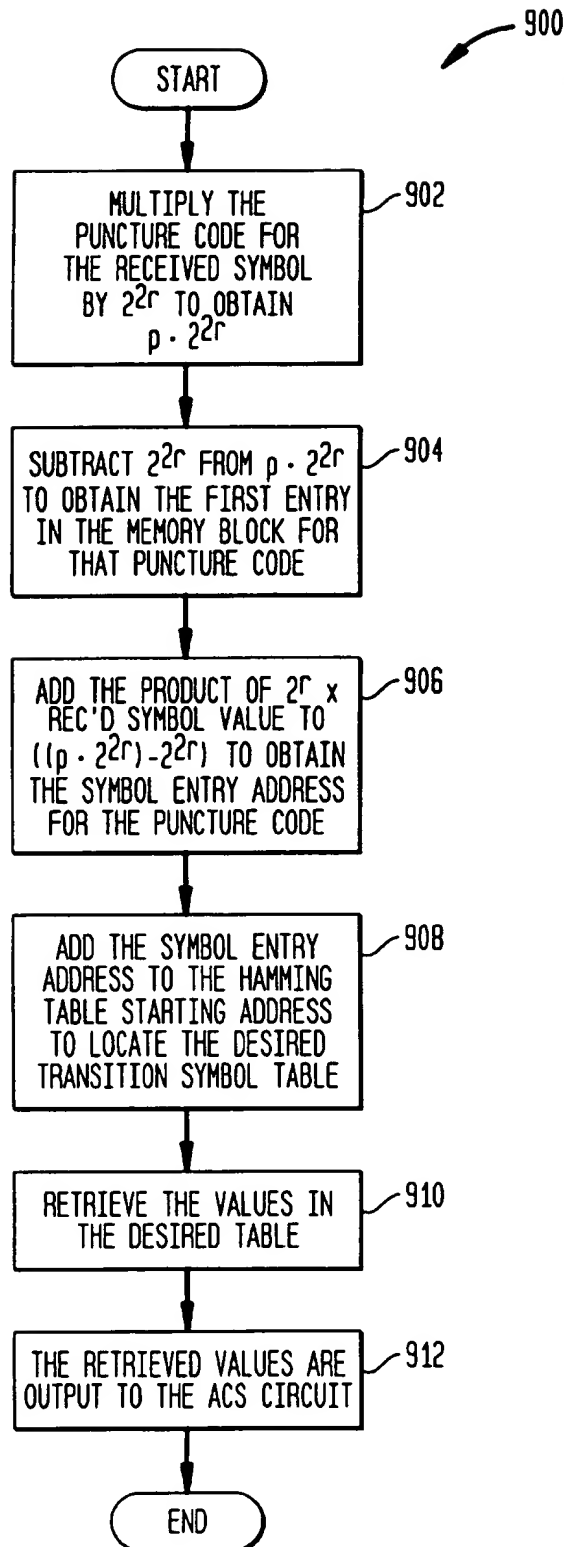 900
START
MULTIPLY THE
PUNCTURE CODE FOR
THE RECEIVED SYMBOL
BY 2^2r TO OBTAIN
p · 2^2r
902
SUBTRACT 2^2r FROM p · 2^2r
TO OBTAIN THE FIRST ENTRY
IN THE MEMORY BLOCK FOR
THAT PUNCTURE CODE
904
ADD THE PRODUCT OF 2^r x
REC'D SYMBOL VALUE TO
((p · 2^2r)-2^2r) TO OBTAIN
THE SYMBOL ENTRY ADDRESS
FOR THE PUNCTURE CODE
906
ADD THE SYMBOL ENTRY
ADDRESS TO THE HAMMING
TABLE STARTING ADDRESS
TO LOCATE THE DESIRED
TRANSITION SYMBOL TABLE
908
RETRIEVE THE VALUES IN
THE DESIRED TABLE
910
THE RETRIEVED VALUES ARE
OUTPUT TO THE ACS CIRCUIT
912
END